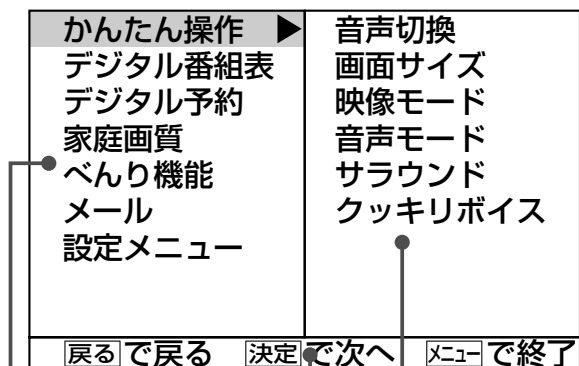 かんたん操作 ▶
デジタル番組表
デジタル予約
家庭画質
べんり機能
メール
設定メニュー
音声切換
画面サイズ
映像モード
音声モード
サラウンド
クッキリボイス
戻るで戻る 決定で次へ メニューで終了